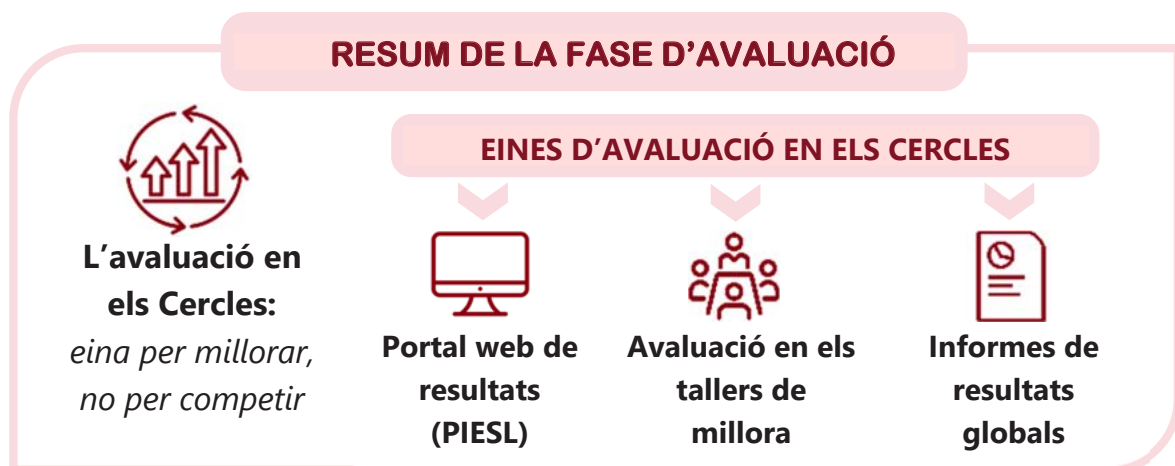 RESUM DE LA FASE D’AVALUACIÓ
EINES D’AVALUACIÓ EN ELS CERCLES
L’avaluació en
els Cercles:
eina per millorar,
no per competir
Portal web de
resultats
(PIESL)
Avaluació en els
tallers de
millora
Informes de
resultats
globals